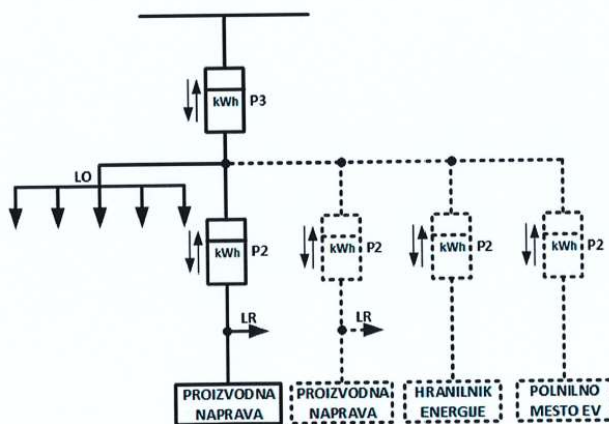 kWh P3
LO
kWh P2
kWh P2
kWh P2
kWh P2
LR
LR
PROIZVODNA
NAPRAVA
PROIZVODNA
NAPRAVA
HRANILNIK
ENERGIJE
POLNILNO
MESTO EV